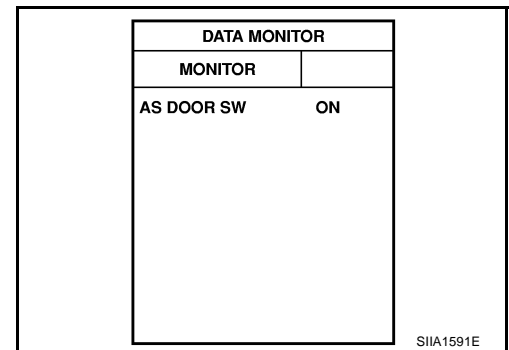 DATA MONITOR
MONITOR
AS DOOR SW ON
SIIA1591E